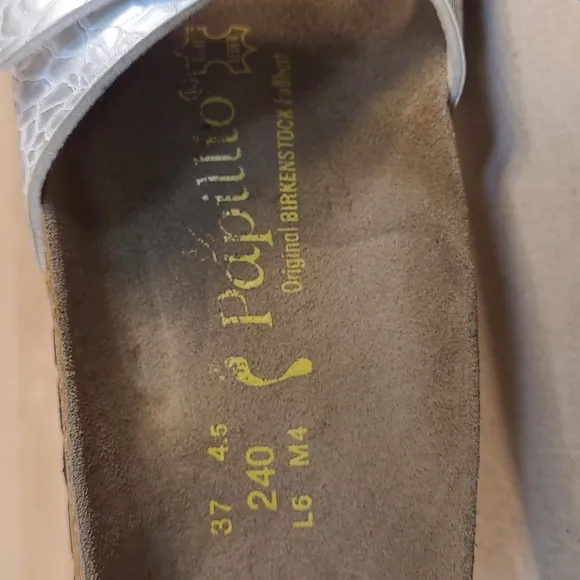 Papillio
Original BIRKENSTOCK Fußbett
37 4.5
240
L6 M4